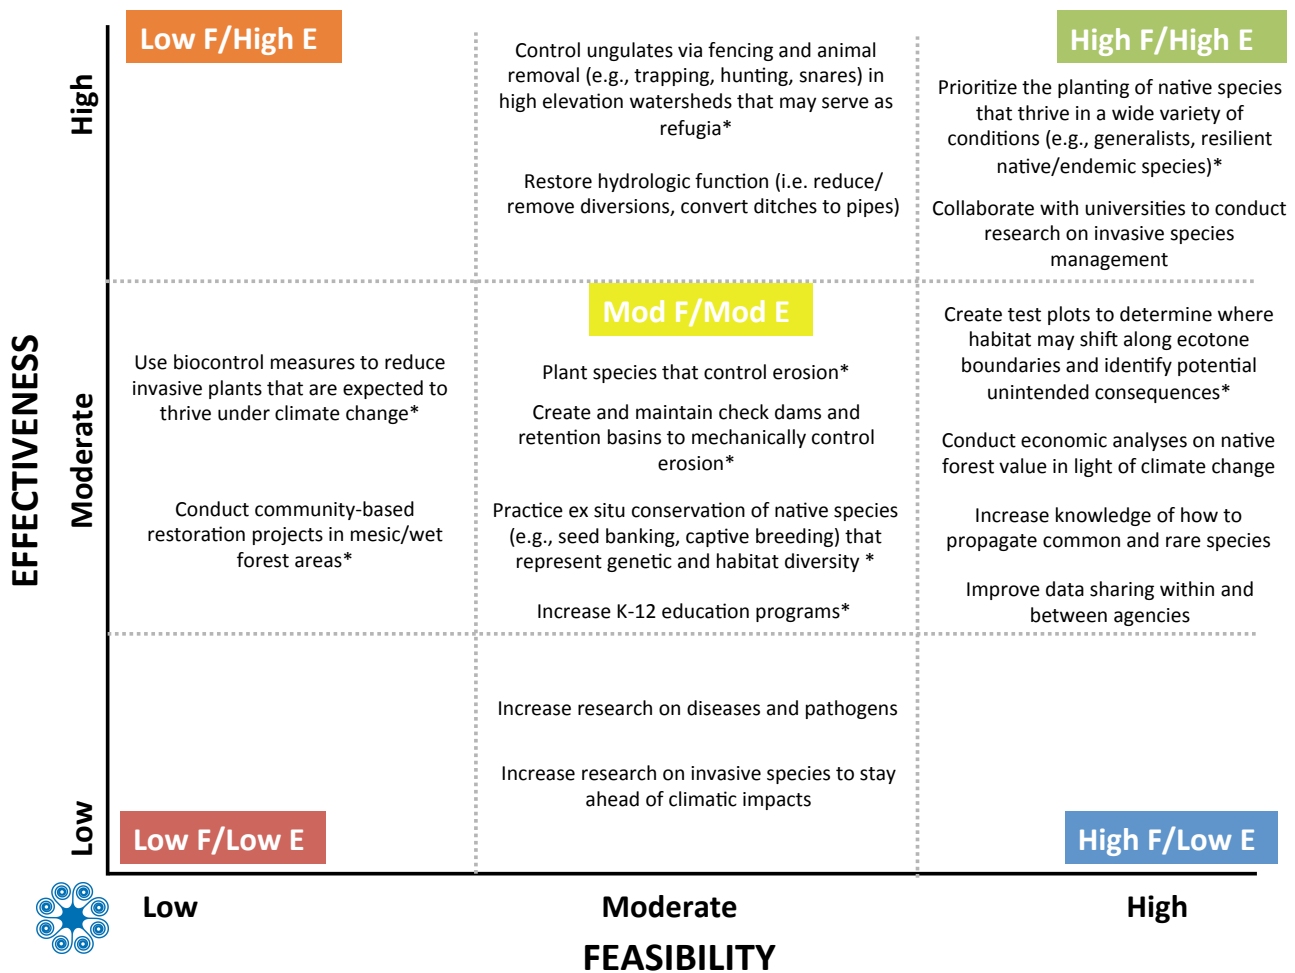 Low F/High E
High F/High E
Control ungulates via fencing and animal
removal (e.g., trapping, hunting, snares) in
high elevation watersheds that may serve as
refugia*
Restore hydrologic function (i.e. reduce/
remove diversions, convert ditches to pipes)
Prioritize the planting of native species
that thrive in a wide variety of
conditions (e.g., generalists, resilient
native/endemic species)*
Collaborate with universities to conduct
research on invasive species
management
High
Mod F/Mod E
Use biocontrol measures to reduce
invasive plants that are expected to
thrive under climate change*
Conduct community-based
restoration projects in mesic/wet
forest areas*
Plant species that control erosion*
Create and maintain check dams and
retention basins to mechanically control
erosion*
Practice ex situ conservation of native species
(e.g., seed banking, captive breeding) that
represent genetic and habitat diversity *
Increase K-12 education programs*
Create test plots to determine where
habitat may shift along ecotone
boundaries and identify potential
unintended consequences*
Conduct economic analyses on native
forest value in light of climate change
Increase knowledge of how to
propagate common and rare species
Improve data sharing within and
between agencies
EFFECTIVENESS
Moderate
Increase research on diseases and pathogens
Increase research on invasive species to stay
ahead of climatic impacts
Low
Low F/Low E
High F/Low E
Low
Moderate
High
FEASIBILITY